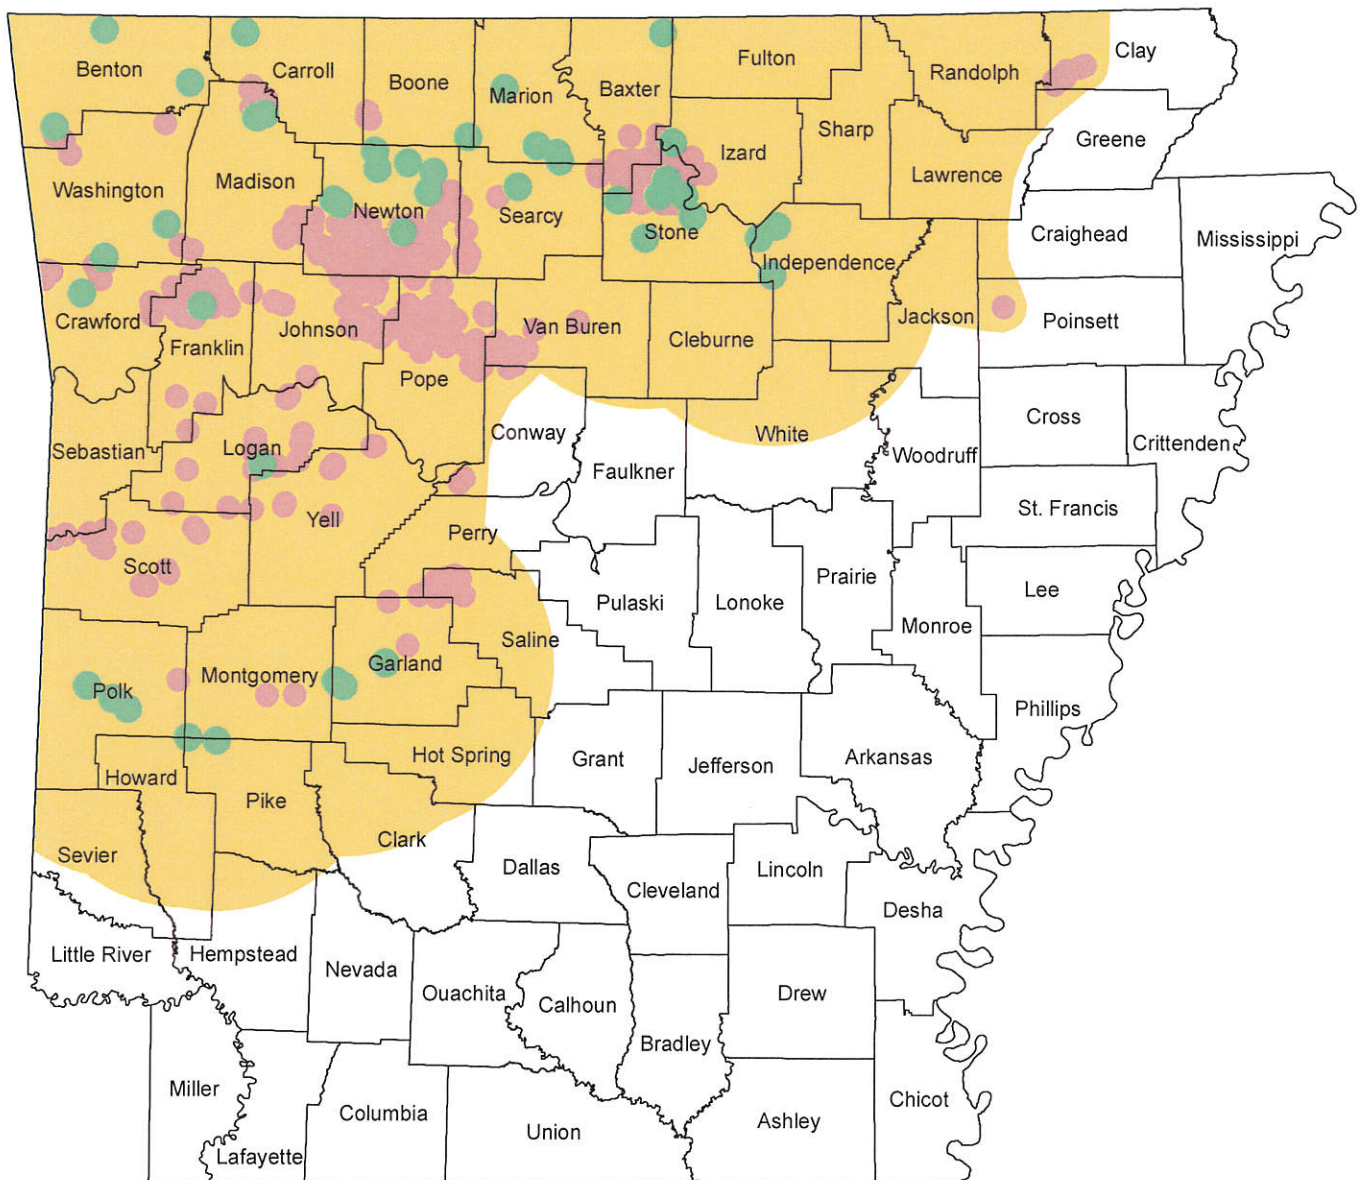 Clay
Benton
Carroll
Boone
Marion
Baxter
Fulton
Randolph
Sharp
Greene
Izard
Lawrence
Washington
Madison
Newton
Searcy
Stone
Craighead
Mississippi
Independence
Crawford
Franklin
Johnson
Van Buren
Cleburne
Jackson
Poinsett
Pope
Sebastian
Logan
Conway
Faulkner
White
Woodruff
Cross
Crittenden
Yell
Perry
St. Francis
Scott
Pulaski
Lonoke
Prairie
Lee
Monroe
Saline
Garland
Montgomery
Polk
Phillips
Hot Spring
Grant
Jefferson
Arkansas
Howard
Pike
Clark
Sevier
Dallas
Cleveland
Lincoln
Desha
Little River
Hempstead
Nevada
Ouachita
Calhoun
Drew
Bradley
Miller
Columbia
Union
Ashley
Chicot
Lafayette